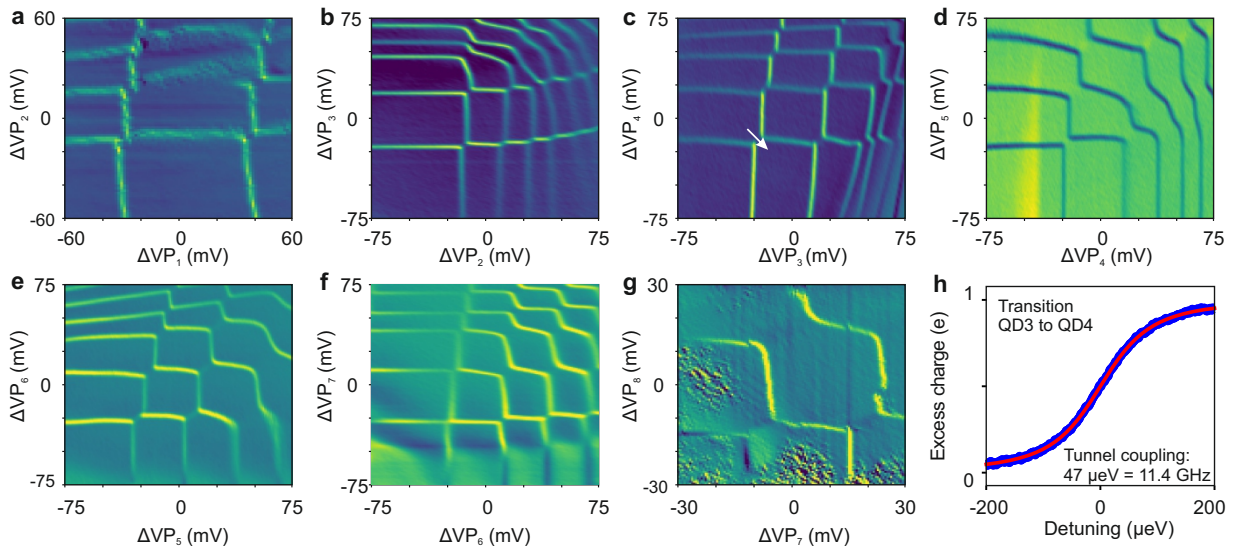 a
60
0
-60
ΔVP₂ (mV)
-60 0 60
ΔVP₁ (mV)
b
75
0
-75
ΔVP₃ (mV)
-75 0 75
ΔVP₂ (mV)
c
75
0
-75
ΔVP₄ (mV)
-75 0 75
ΔVP₃ (mV)
d
75
0
-75
ΔVP₅ (mV)
-75 0 75
ΔVP₄ (mV)
e
75
0
-75
ΔVP₆ (mV)
-75 0 75
ΔVP₅ (mV)
f
75
0
-75
ΔVP₇ (mV)
-75 0 75
ΔVP₆ (mV)
g
30
0
-30
ΔVP₈ (mV)
-30 0 30
ΔVP₇ (mV)
h
1
0
Excess charge (e)
Transition
QD3 to QD4
Tunnel coupling:
47 µeV = 11.4 GHz
-200 0 200
Detuning (µeV)